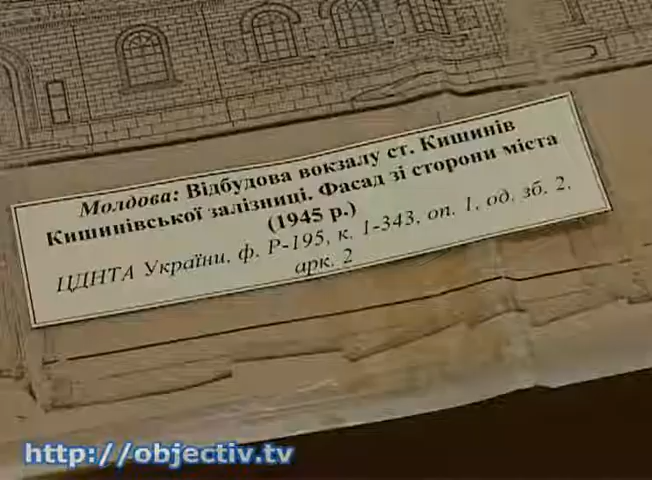 Молдова: Відбудова вокзалу ст. Кишинів
Кишинівської залізниці. Фасад зі сторони міста
(1945 р.)
ЦДНТА України, ф. Р-195, к. 1-343, оп. 1, од. зб. 2,
арк. 2
http://objectiv.tv